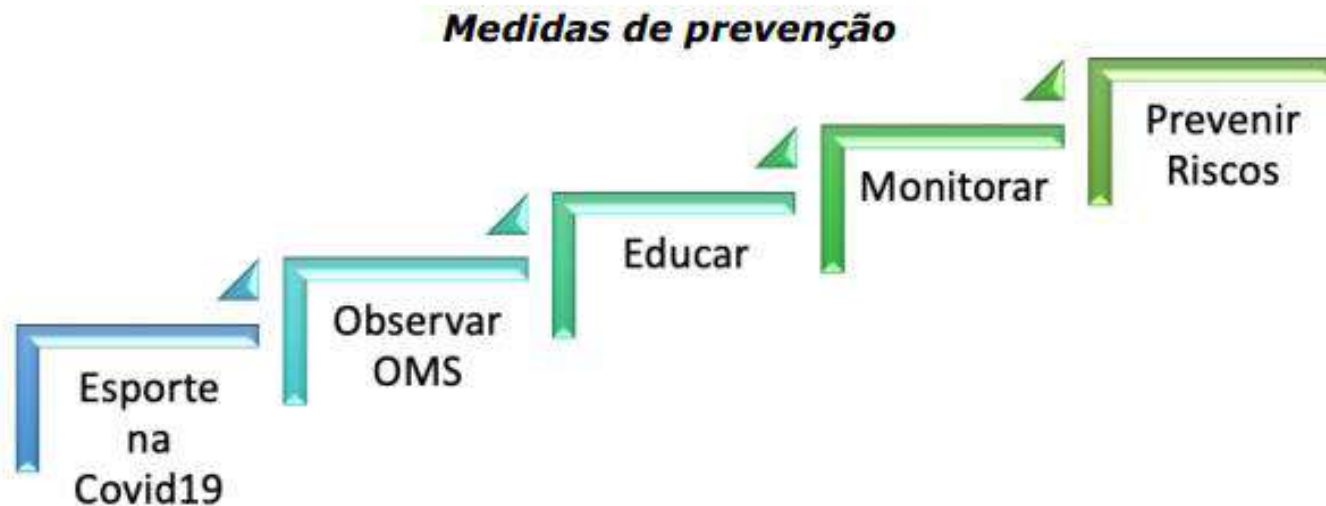 Medidas de prevenção
Esporte
na
Covid19
Observar
OMS
Educar
Monitorar
Prevenir
Riscos